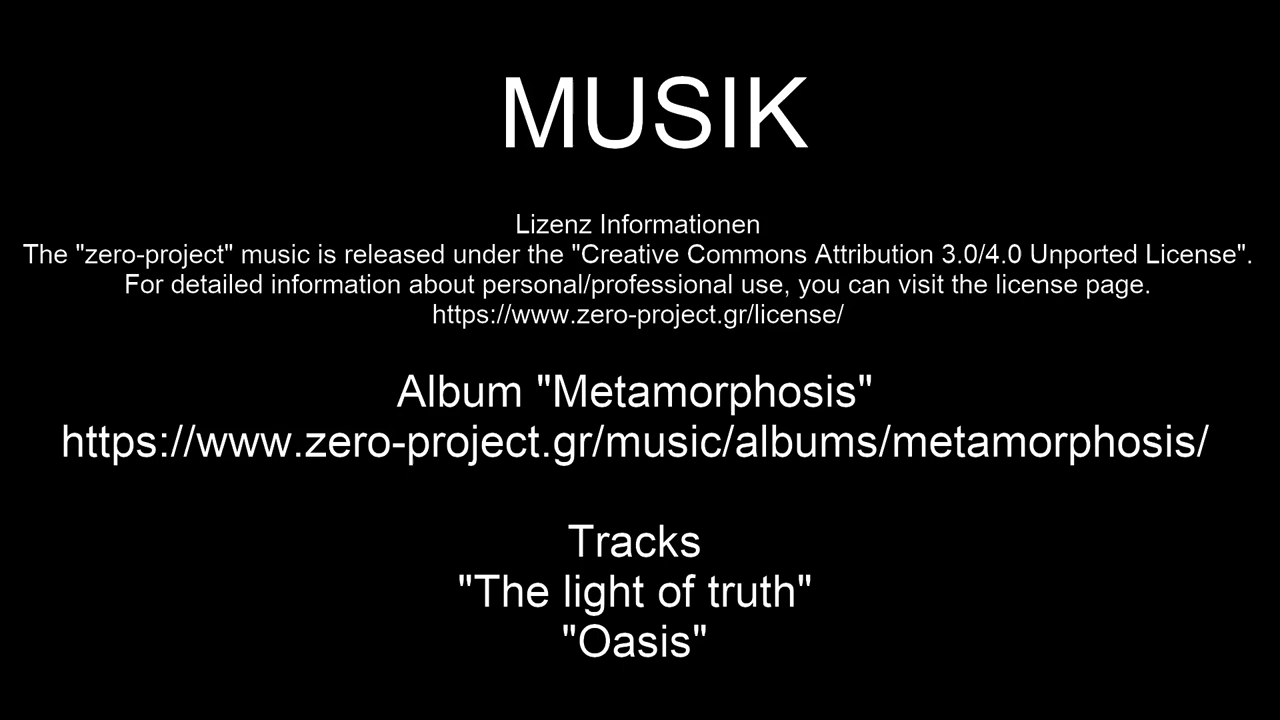 MUSIK
Lizenz Informationen
The "zero-project" music is released under the "Creative Commons Attribution 3.0/4.0 Unported License".
For detailed information about personal/professional use, you can visit the license page.
https://www.zero-project.gr/license/
Album "Metamorphosis"
https://www.zero-project.gr/music/albums/metamorphosis/
Tracks
"The light of truth"
"Oasis"